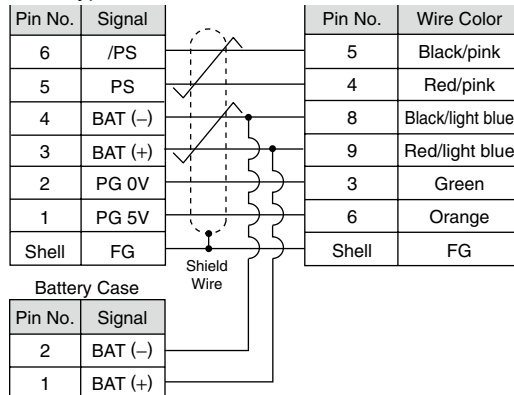 Pin No. Signal Pin No. Wire Color
6 /PS 5 Black/pink
5 PS 4 Red/pink
4 BAT (–) 8 Black/light blue
3 BAT (+) 9 Red/light blue
2 PG 0V 3 Green
1 PG 5V 6 Orange
Shell FG Shell FG
Shield
Wire
Battery Case
Pin No. Signal
2 BAT (–)
1 BAT (+)